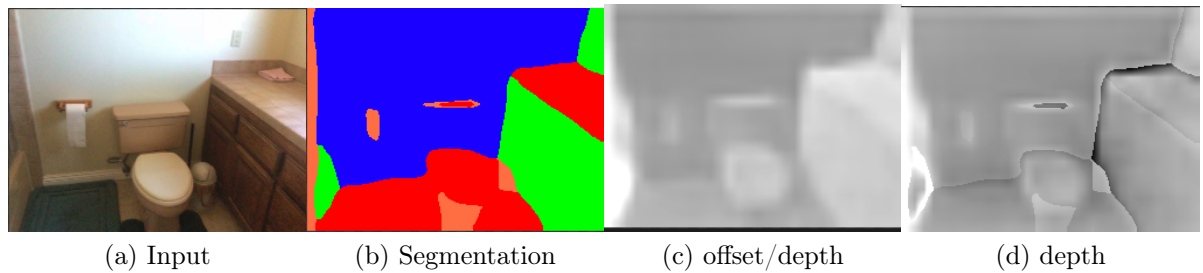 (a) Input
(b) Segmentation
(c) offset/depth
(d) depth